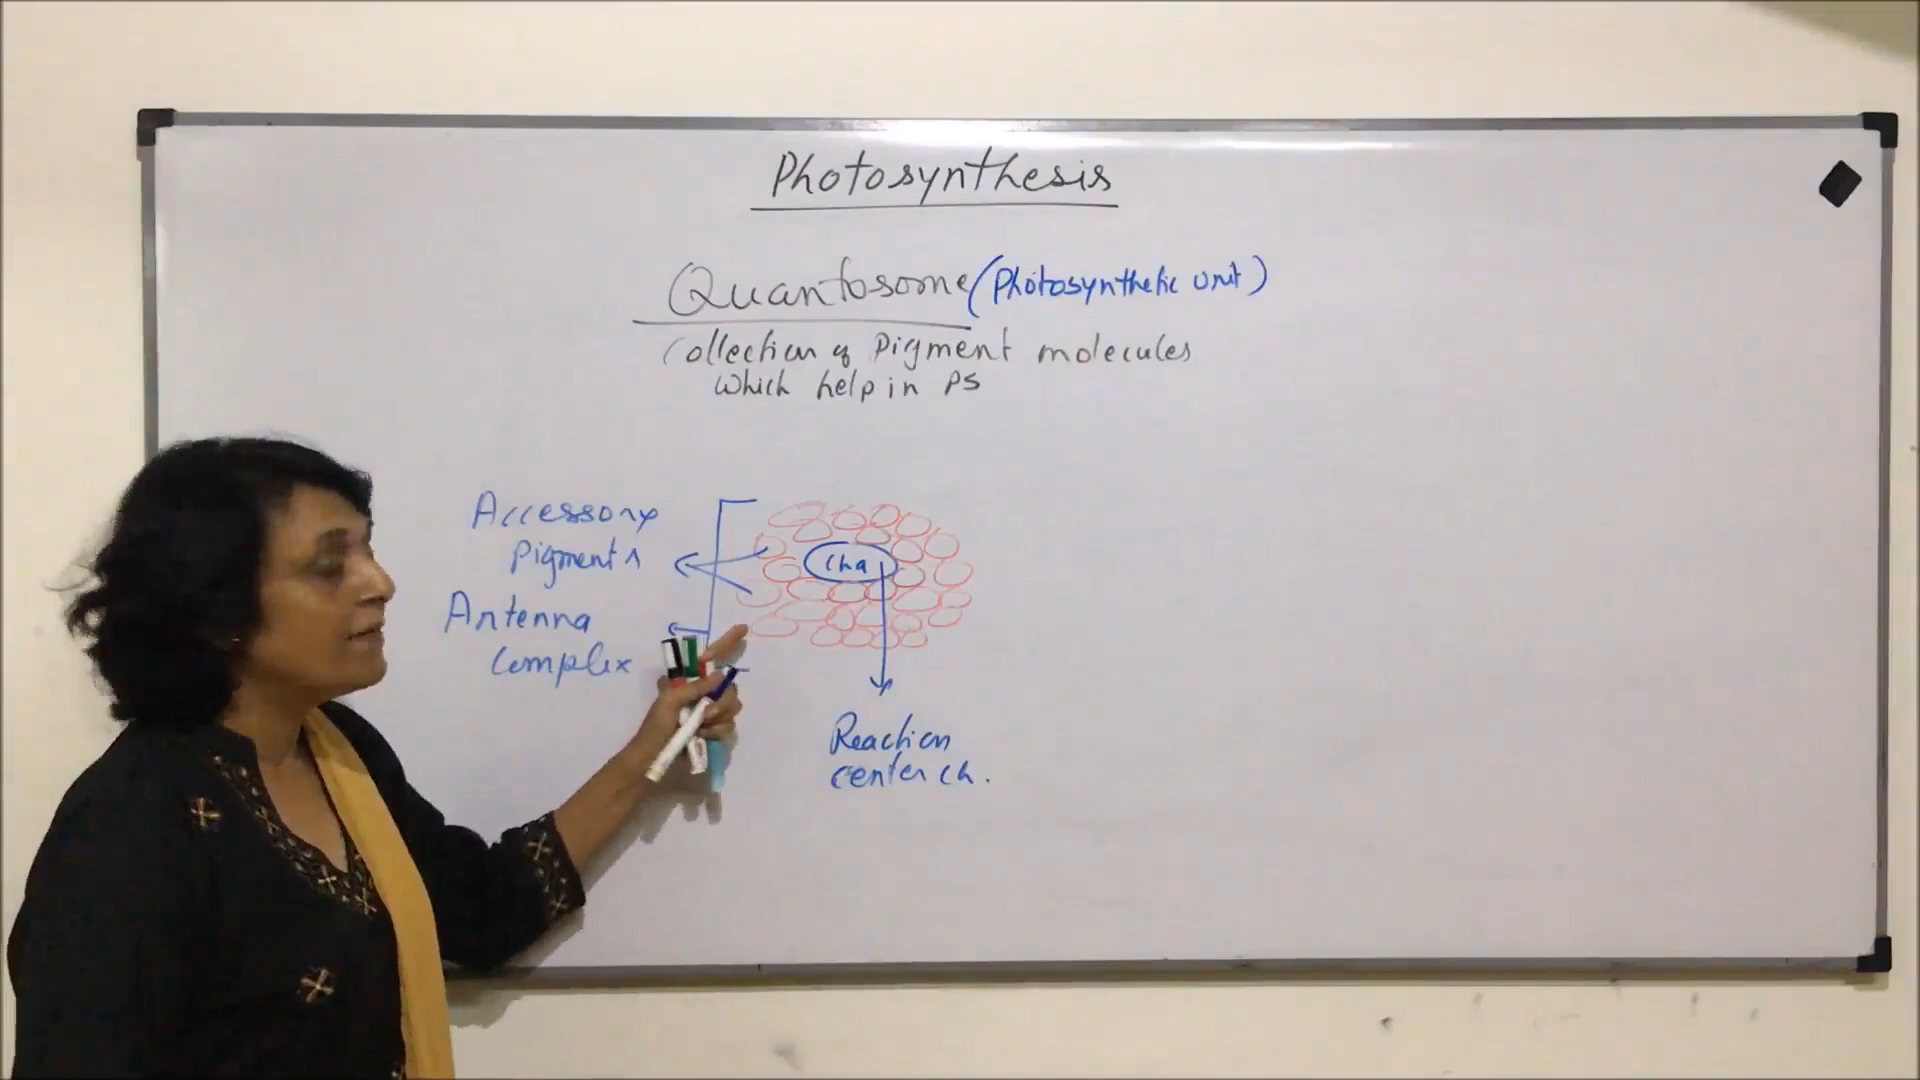 Photosynthesis
Quantosome (Photosynthetic unit)
Collection of Pigment molecules
which help in PS
Accessory
Pigments
Antenna
Complex
Cha
Reaction
center ch.